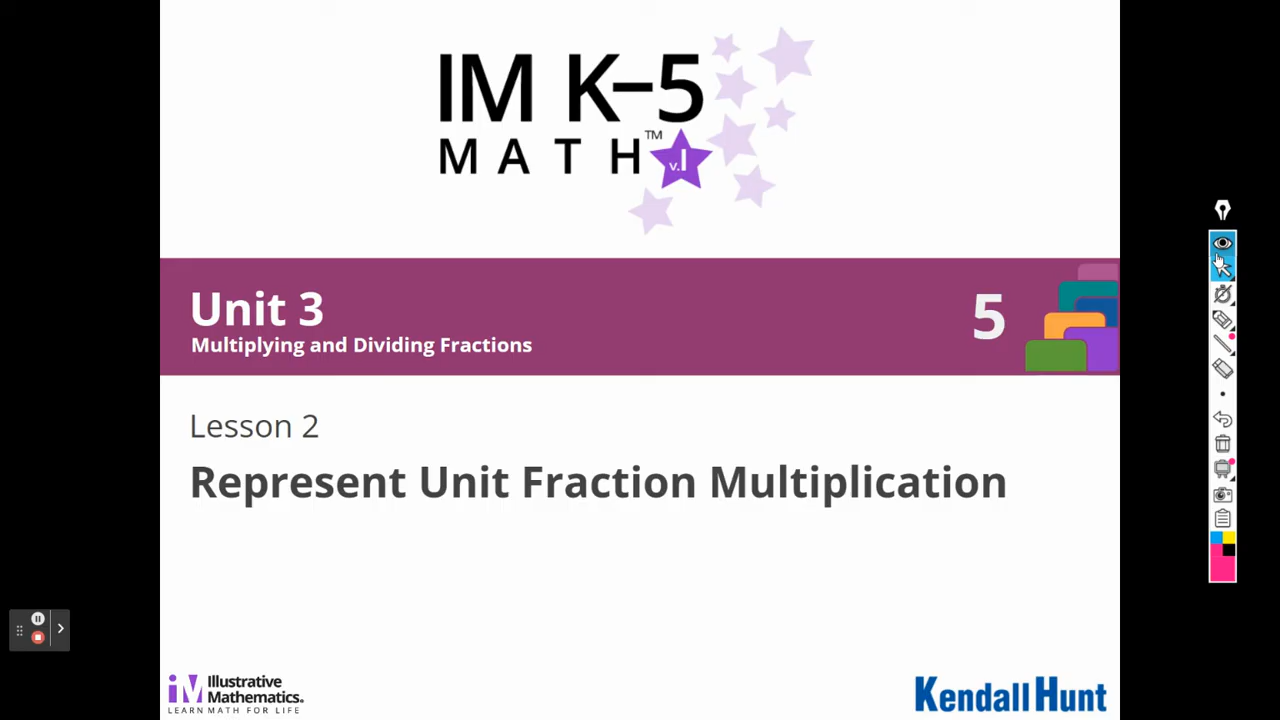 IM K–5
MATH™
v.I
Unit 3
5
Multiplying and Dividing Fractions
Lesson 2
Represent Unit Fraction Multiplication
iM Illustrative
Mathematics.
LEARN MATH FOR LIFE
Kendall Hunt